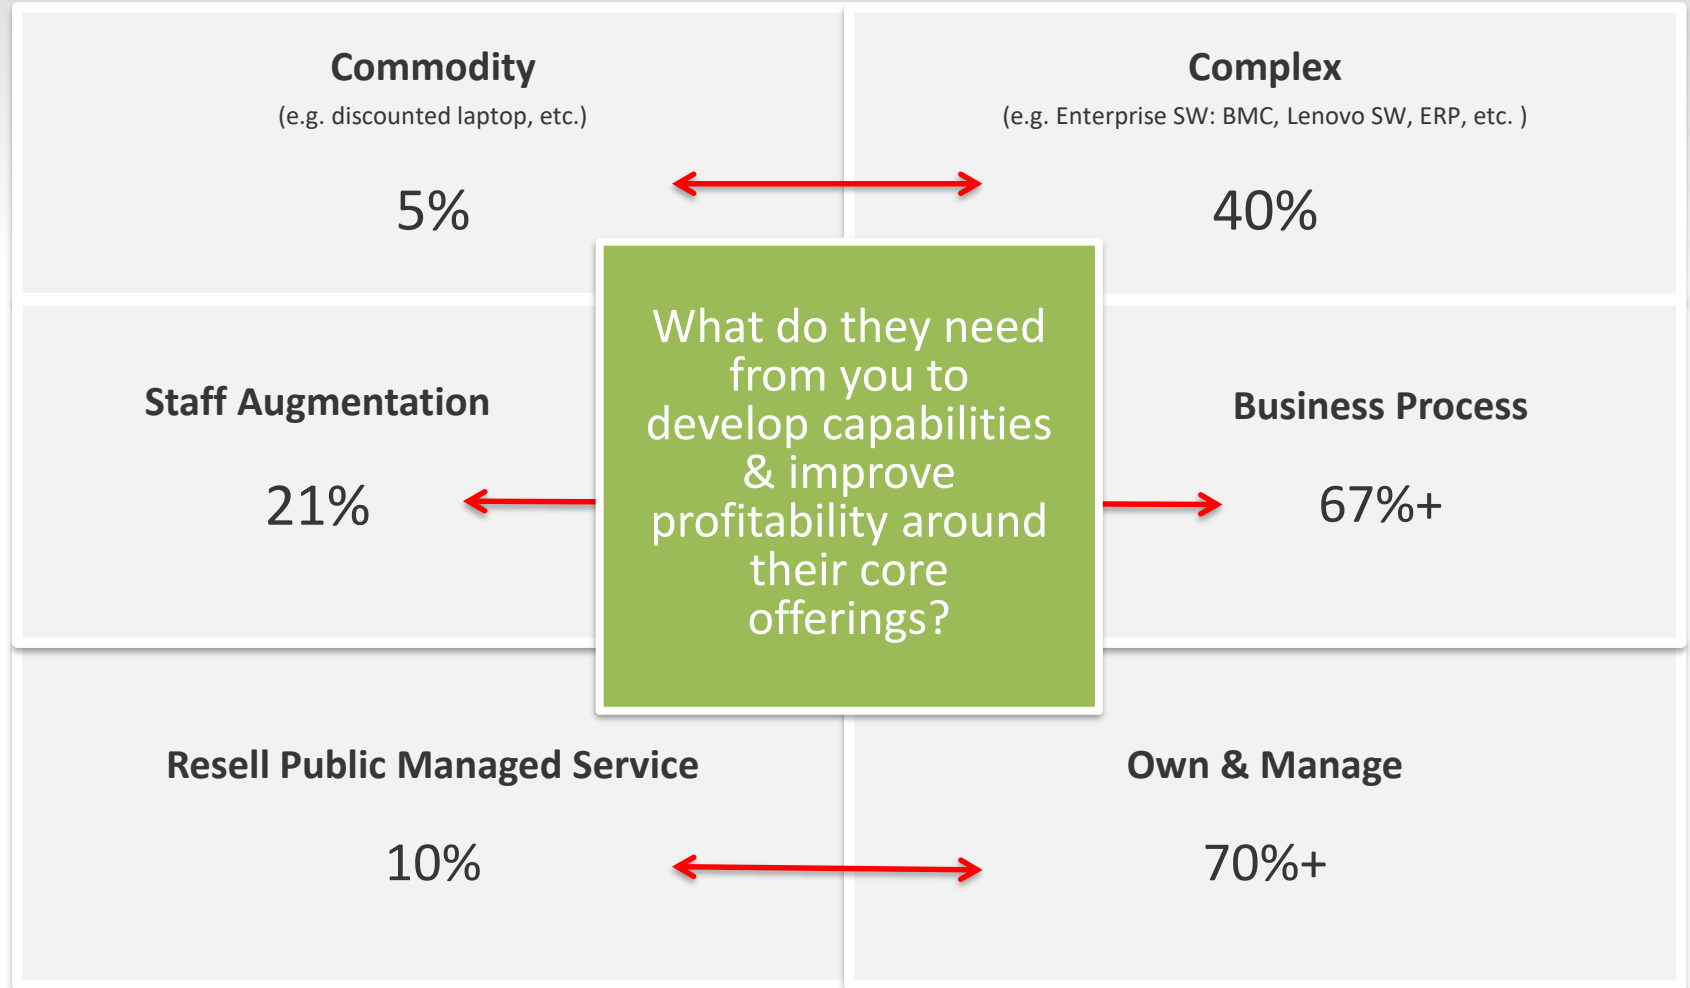 Commodity
(e.g. discounted laptop, etc.)
5%
Complex
(e.g. Enterprise SW: BMC, Lenovo SW, ERP, etc. )
40%
What do they need
from you to
develop capabilities
& improve
profitability around
their core
offerings?
Staff Augmentation
21%
Business Process
67%+
Resell Public Managed Service
10%
Own & Manage
70%+